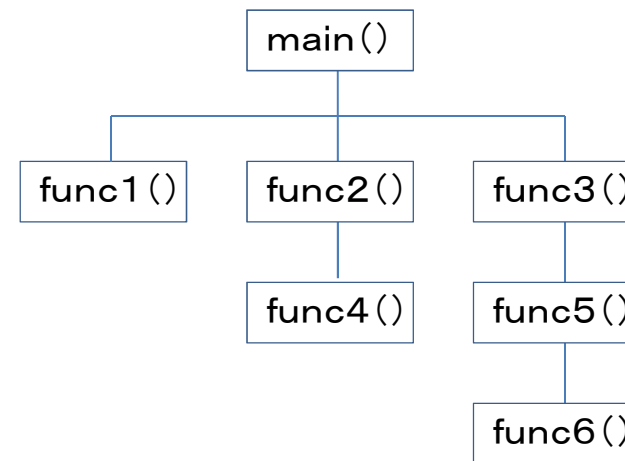 main()
func1()
func2()
func3()
func4()
func5()
func6()